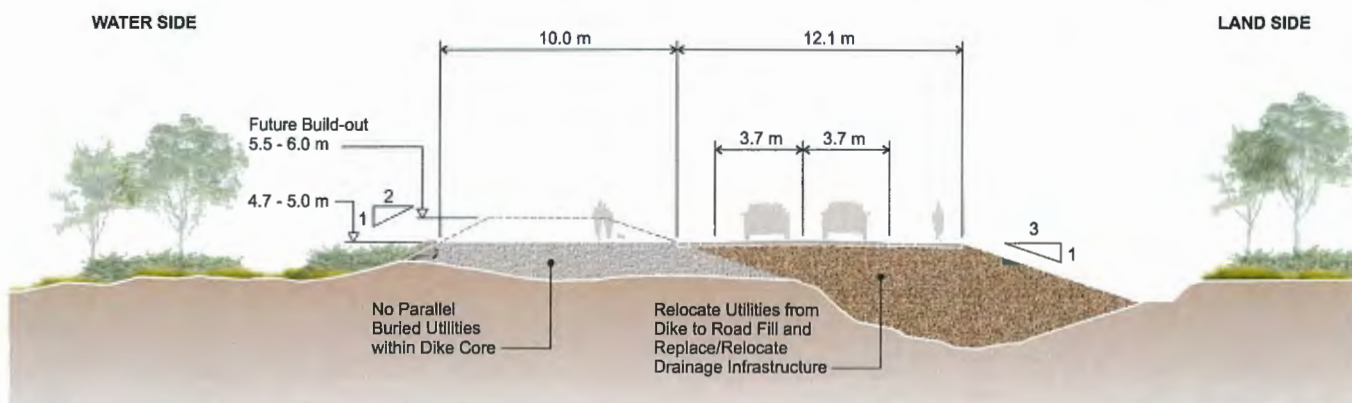 WATER SIDE
LAND SIDE
10.0 m
12.1 m
Future Build-out
5.5 - 6.0 m
3.7 m
3.7 m
4.7 - 5.0 m
2
1
3
1
No Parallel
Buried Utilities
within Dike Core
Relocate Utilities from
Dike to Road Fill and
Replace/Relocate
Drainage Infrastructure